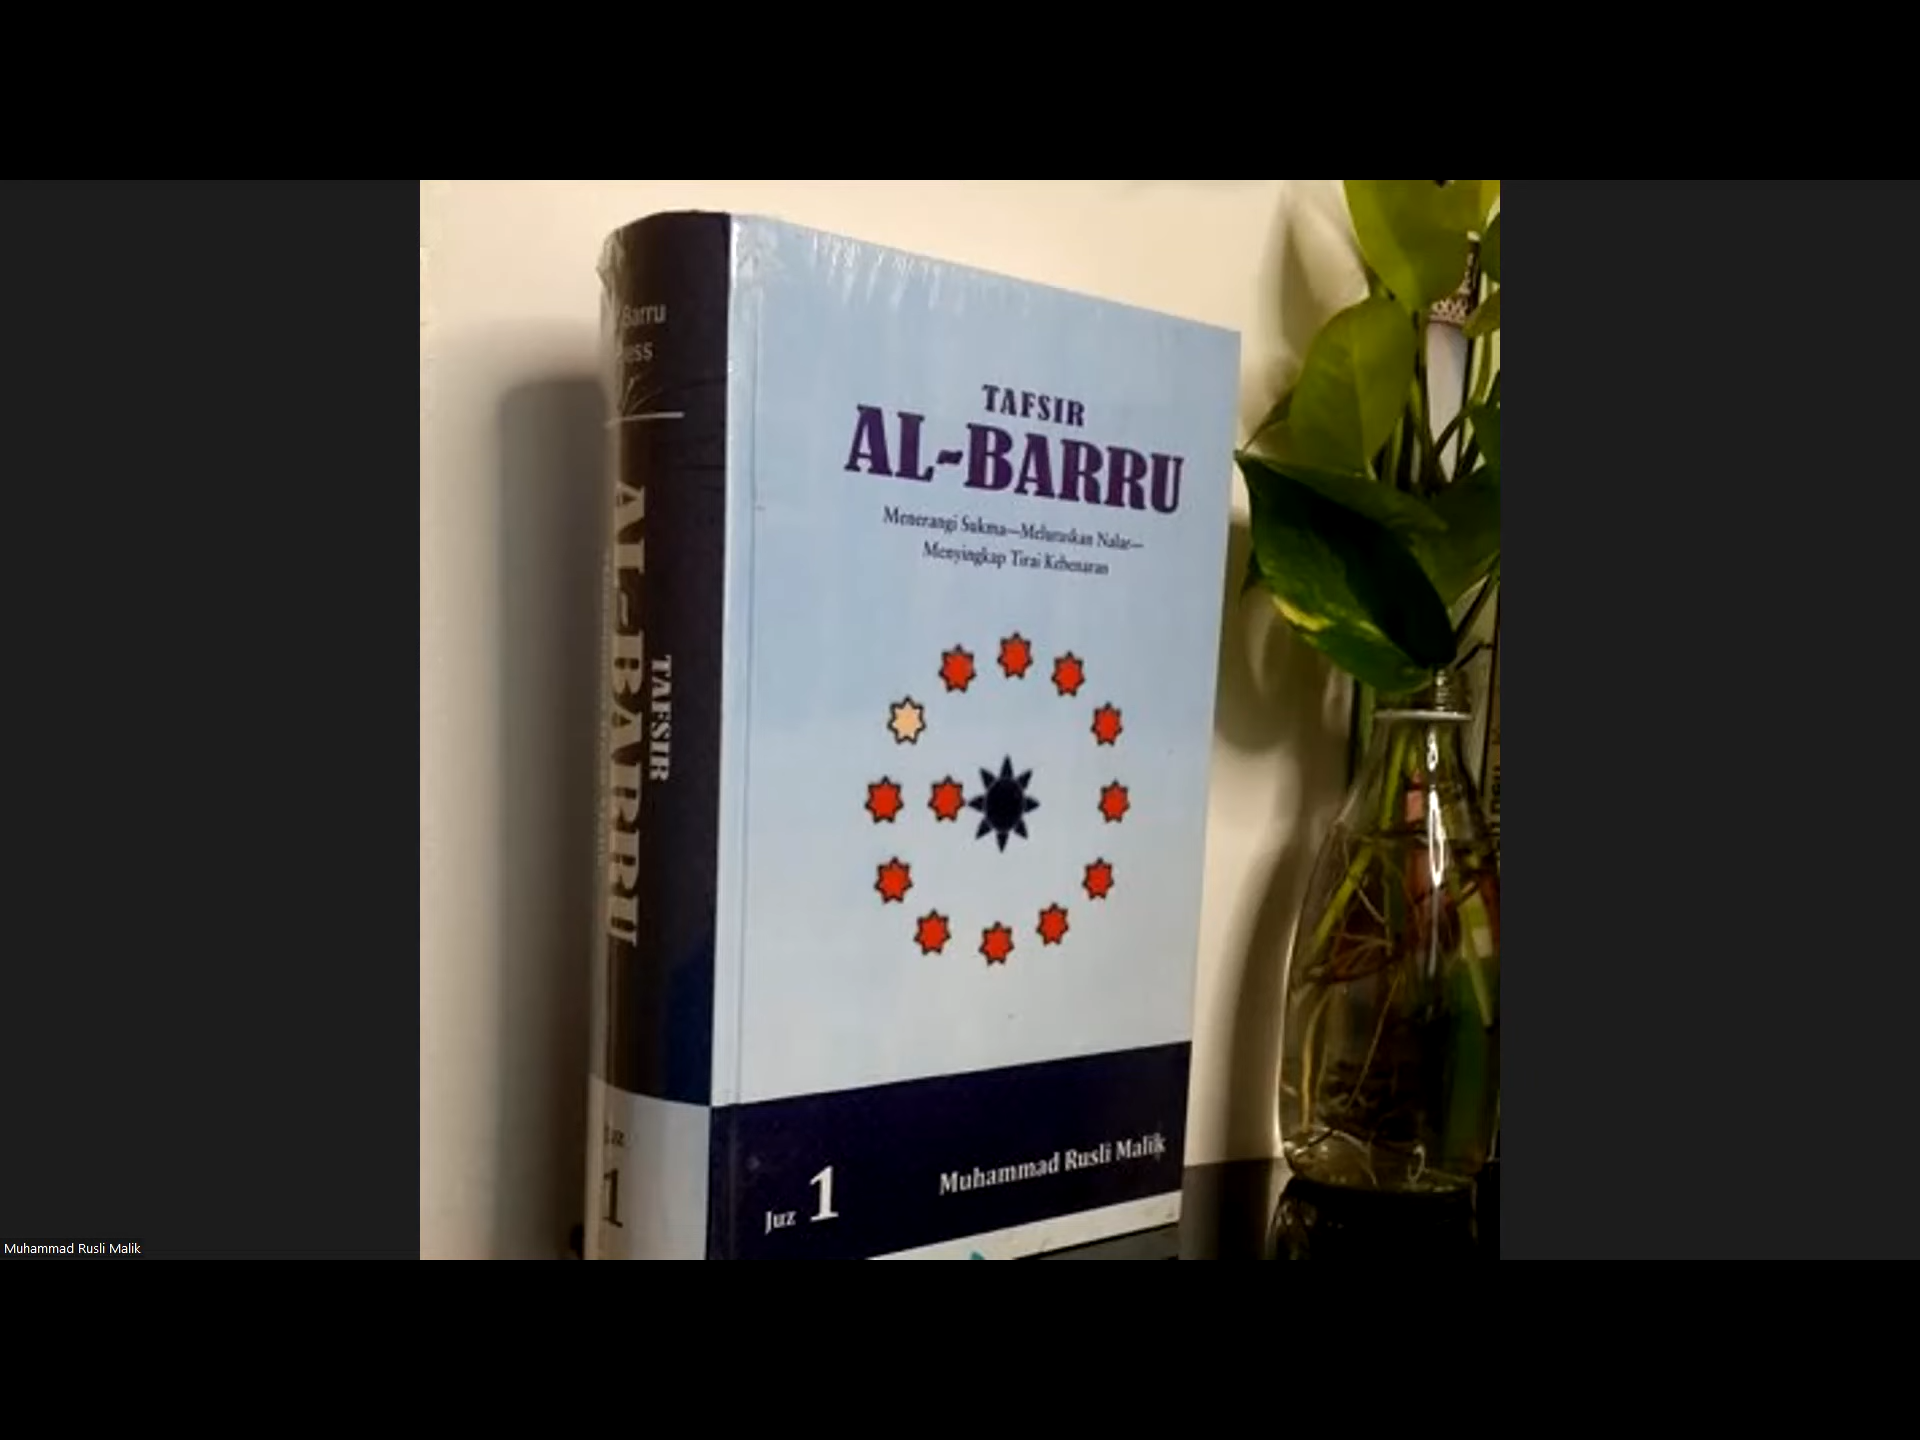 Barru
TAFSIR
AL-BARRU
TAFSIR
AL-BARRU
Menerangi Sukma—Meluruskan Nalar—
Menyingkap Tirai Kebenaran
1
Juz 1
Muhammad Rusli Malik
Muhammad Rusli Malik